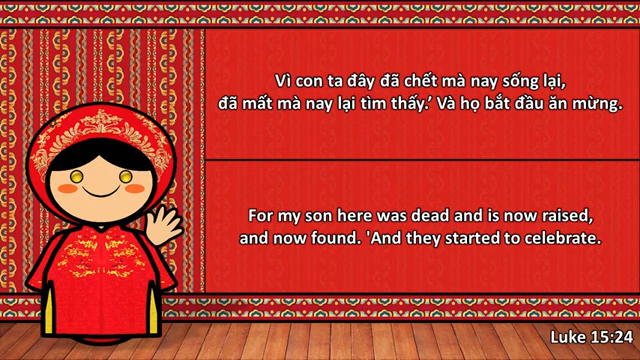 Vì con ta đây đã chết mà nay sống lại,
đã mất mà nay lại tìm thấy.’ Và họ bắt đầu ăn mừng.
For my son here was dead and is now raised,
and now found. 'And they started to celebrate.
Luke 15:24